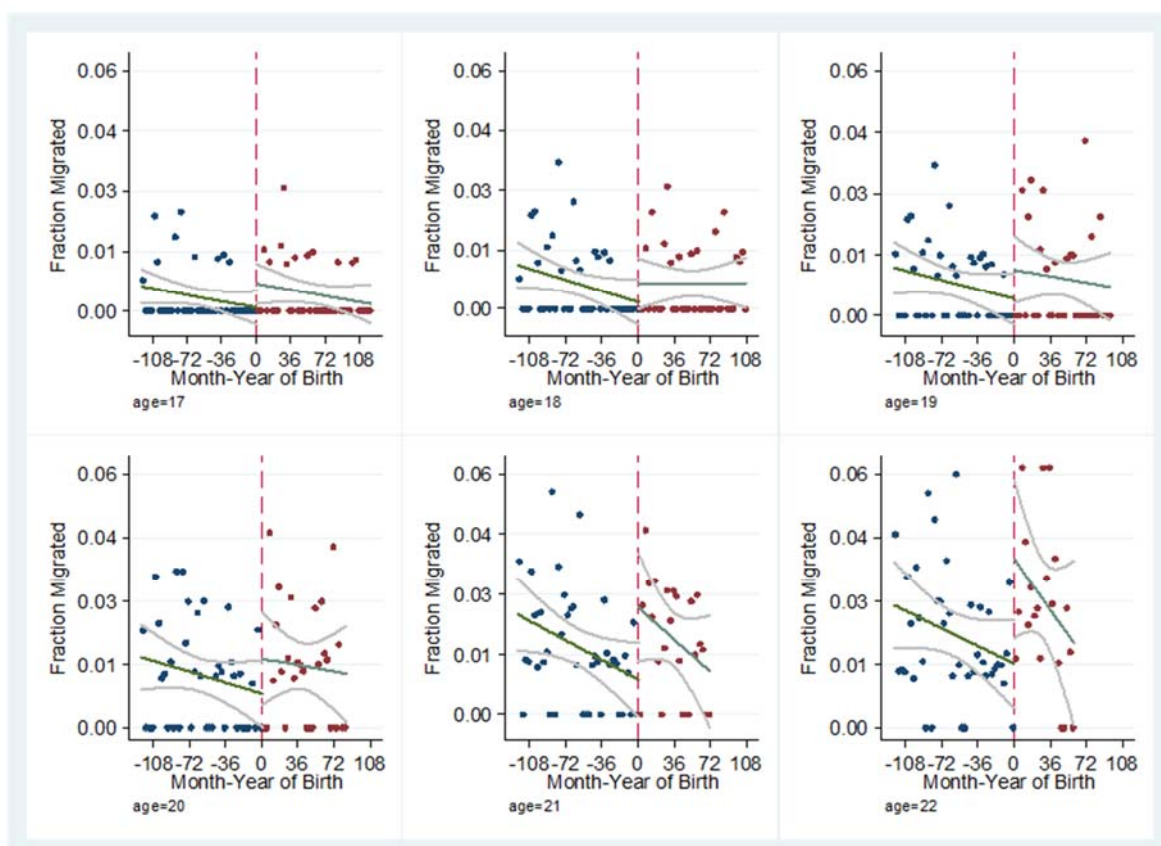 Fraction Migrated
0.06
0.04
0.03
0.01
0.00
-108 -72 -36 0 36 72 108
Month-Year of Birth
age=17
Fraction Migrated
0.06
0.04
0.03
0.01
0.00
-108 -72 -36 0 36 72 108
Month-Year of Birth
age=18
Fraction Migrated
0.06
0.04
0.03
0.01
0.00
-108 -72 -36 0 36 72 108
Month-Year of Birth
age=19
Fraction Migrated
0.06
0.04
0.03
0.01
0.00
-108 -72 -36 0 36 72 108
Month-Year of Birth
age=20
Fraction Migrated
0.06
0.04
0.03
0.01
0.00
-108 -72 -36 0 36 72 108
Month-Year of Birth
age=21
Fraction Migrated
0.06
0.04
0.03
0.01
0.00
-108 -72 -36 0 36 72 108
Month-Year of Birth
age=22